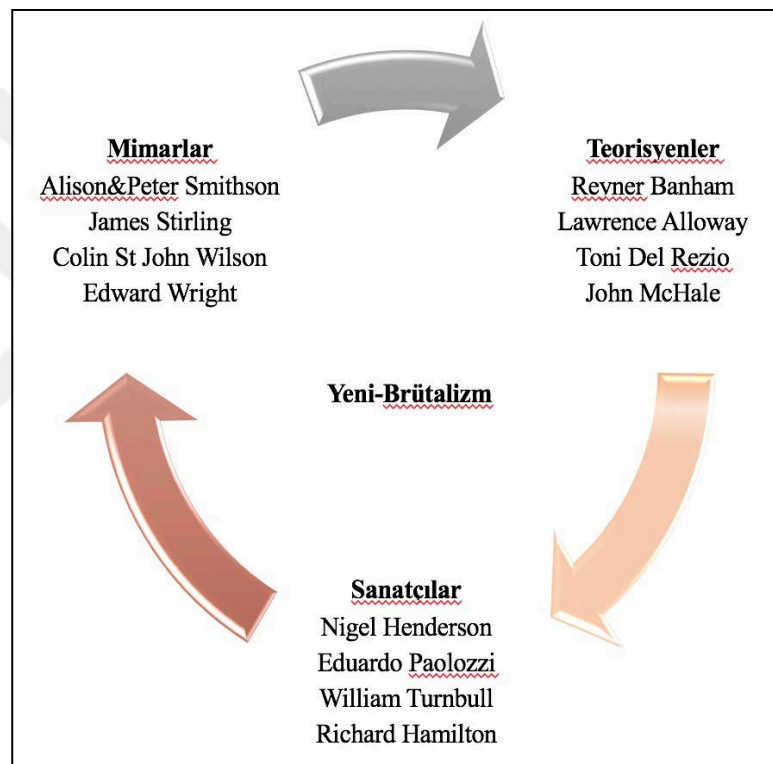 Mimarlar
Alison&Peter Smithson
James Stirling
Colin St John Wilson
Edward Wright
Teorisyenler
Reyner Banham
Lawrence Alloway
Toni Del Rezio
John McHale
Yeni-Brütalizm
Sanatçılar
Nigel Henderson
Eduardo Paolozzi
William Turnbull
Richard Hamilton